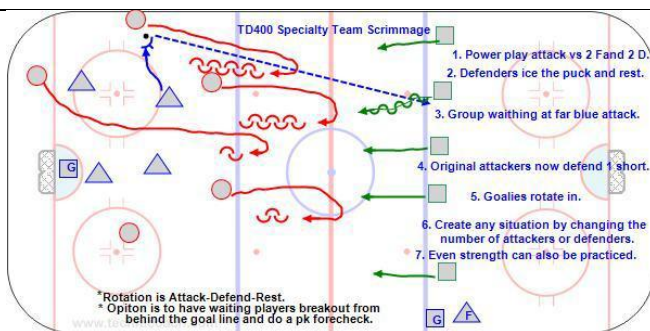 TD400 Specialty Team Scrimmage
1. Power play attack vs 2 Fand 2 D.
2. Defenders ice the puck and rest.
3. Group waithing at far blue attack.
4. Original attackers now defend 1 short.
5. Goalies rotate in.
6. Create any situation by changing the
number of attackers or defenders.
7. Even strength can also be practiced.
G
*Rotation is Attack-Defend-Rest.
* Opiton is to have waiting players breakout from
behind the goal line and do a pk forecheck.
G
F